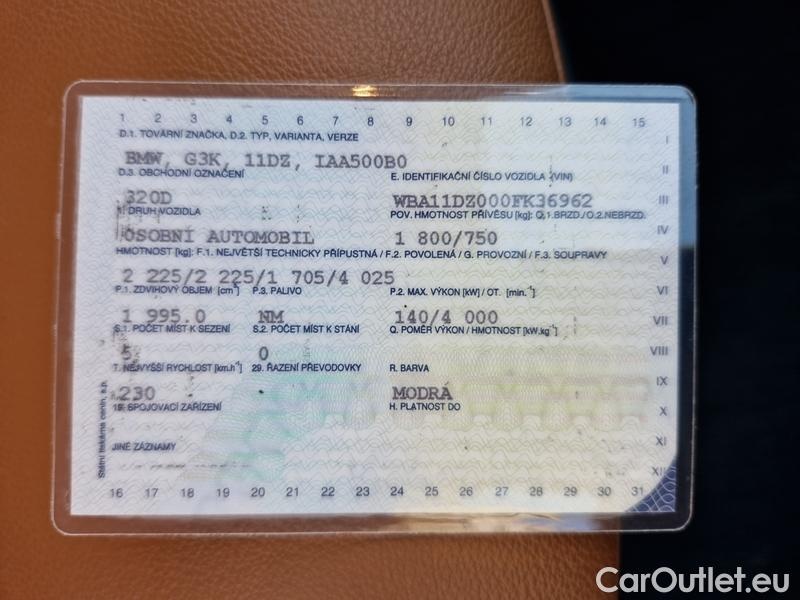 1 2 3 4 5 6 7 8 9 10 11 12 13 14 15
D.1. TOVÁRNÍ ZNAČKA, D.2. TYP, VARIANTA, VERZE I
BMW, G3K, 11DZ, IAA500B0
D.3. OBCHODNÍ OZNAČENÍ E. IDENTIFIKAČNÍ ČÍSLO VOZIDLA (VIN) II
320D WBA11DZ000FK36962 III
DRUH VOZIDLA POV. HMOTNOST PŘÍVĚSU [kg]: O.1.BRZD./O.2.NEBRZD.
OSOBNÍ AUTOMOBIL 1 800/750 IV
HMOTNOST [kg]: F.1. NEJVĚTŠÍ TECHNICKY PŘÍPUSTNÁ / F.2. POVOLENÁ / G. PROVOZNÍ / F.3. SOUPRAVY V
2 225/2 225/1 705/4 025
P.1. ZDVIHOVÝ OBJEM [cm³] P.3. PALIVO P.2. MAX. VÝKON [kW] / OT. [min.⁻¹] VI
1 995.0 NM 140/4 000 VII
S.1. POČET MÍST K SEZENÍ S.2. POČET MÍST K STÁNÍ Q. POMĚR VÝKON / HMOTNOST [kW.kg⁻¹]
5 0 VIII
T. NEJVYŠŠÍ RYCHLOST [km.h⁻¹] 29. ŘAZENÍ PŘEVODOVKY R. BARVA
230 MODRÁ IX
SPOJOVACÍ ZAŘÍZENÍ H. PLATNOST DO X
JINÉ ZÁZNAMY XI
XII
Státní tiskárna cenin, s.p.
16 17 18 19 20 21 22 23 24 25 26 27 28 29 30 31
CarOutlet.eu